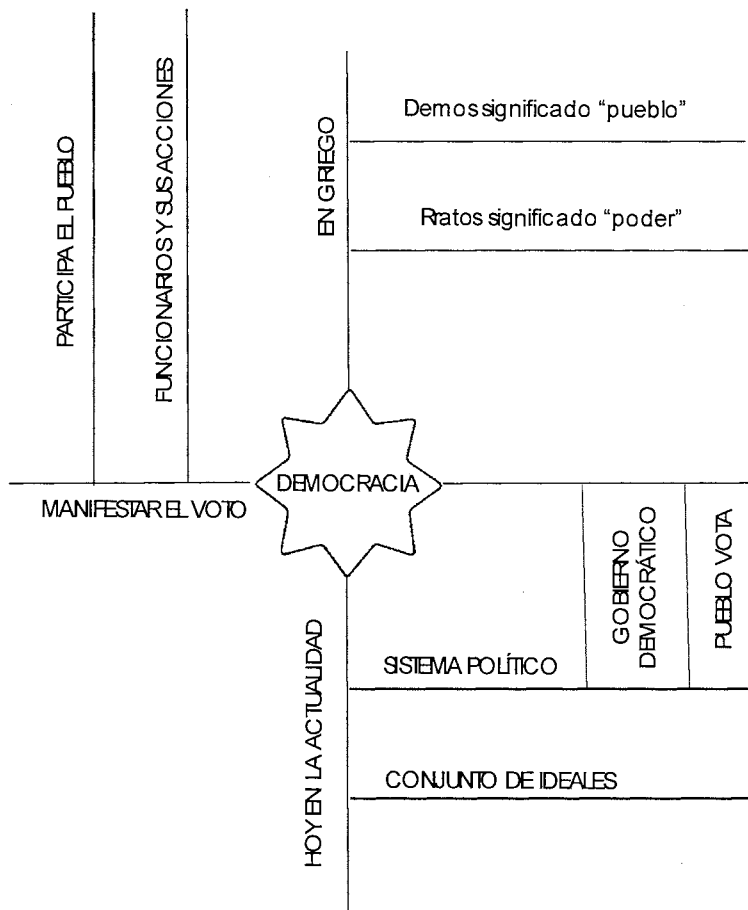 PARTICIPA EL PUEBLO
FUNCIONARIOS Y SUS ACCIONES
EN GRIEGO
Demos significado “pueblo”
Rratos significado “poder”
DEMOCRACIA
MANIFESTAR EL VOTO
HOY EN LA ACTUALIDAD
SISTEMA POLÍTICO
GOBIERNO
DEMOCRÁTICO
PUEBLO VOTA
CONJUNTO DE IDEALES